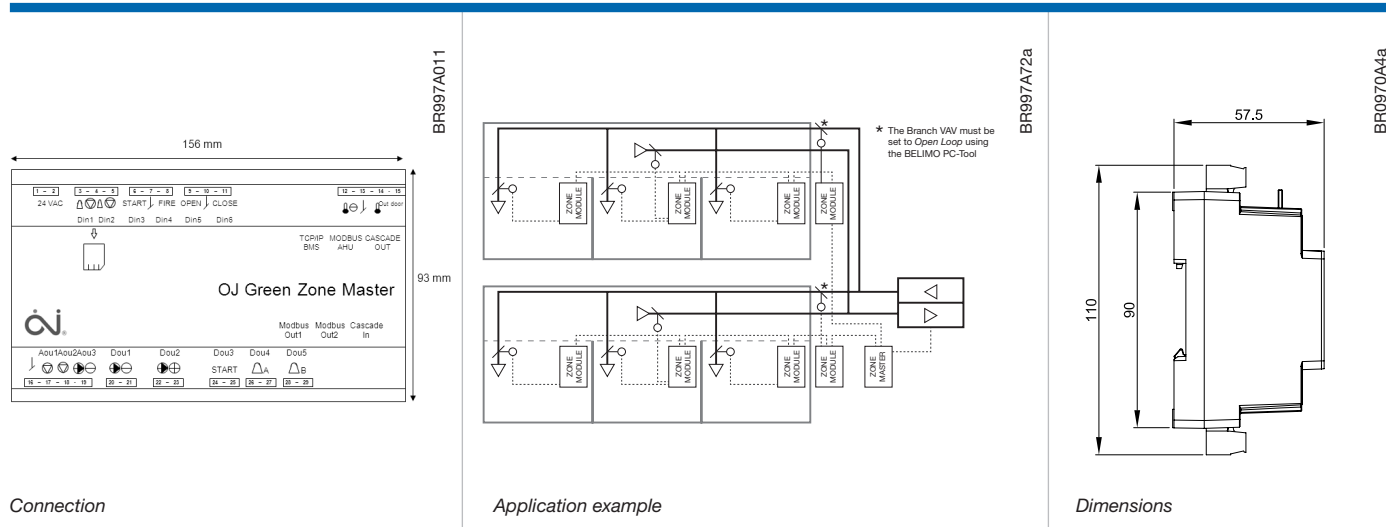 BR997A011
156 mm
1 - 2
3 - 4 - 5
6 - 7 - 8
9 - 10 - 11
12 - 13 - 14 - 15
24 VAC
START
FIRE
OPEN
CLOSE
Out door
Din1 Din2 Din3 Din4 Din5 Din6
TCP/IP BMS
MODBUS AHU
CASCADE OUT
93 mm
OJ Green Zone Master
OJ®
Modbus Out1
Modbus Out2
Cascade In
Aou1 Aou2 Aou3 Dou1 Dou2 Dou3 Dou4 Dou5
START
A
B
16 - 17 - 18 - 19
20 - 21
22 - 23
24 - 25
26 - 27
28 - 29
Connection
BR997A72a
* The Branch VAV must be
set to Open Loop using
the BELIMO PC-Tool
*
ZONE MODULE
ZONE MODULE
ZONE MODULE
ZONE MODULE
*
ZONE MODULE
ZONE MODULE
ZONE MODULE
ZONE MODULE
ZONE MASTER
Application example
BR0970A4a
57.5
110
90
Dimensions